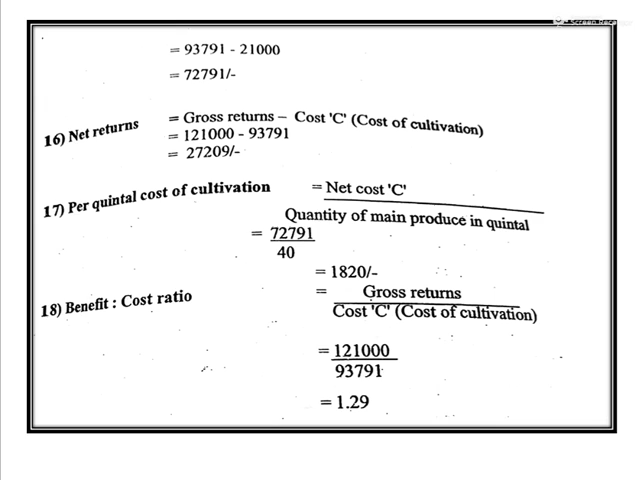 Screen Recorder
= 93791 - 21000
= 72791/-
16) Net returns = Gross returns – Cost 'C' (Cost of cultivation)
= 121000 - 93791
= 27209/-
17) Per quintal cost of cultivation = Net cost 'C'
Quantity of main produce in quintal
= 72791
40
= 1820/-
18) Benefit : Cost ratio = Gross returns
Cost 'C' (Cost of cultivation)
= 121000
93791
= 1.29